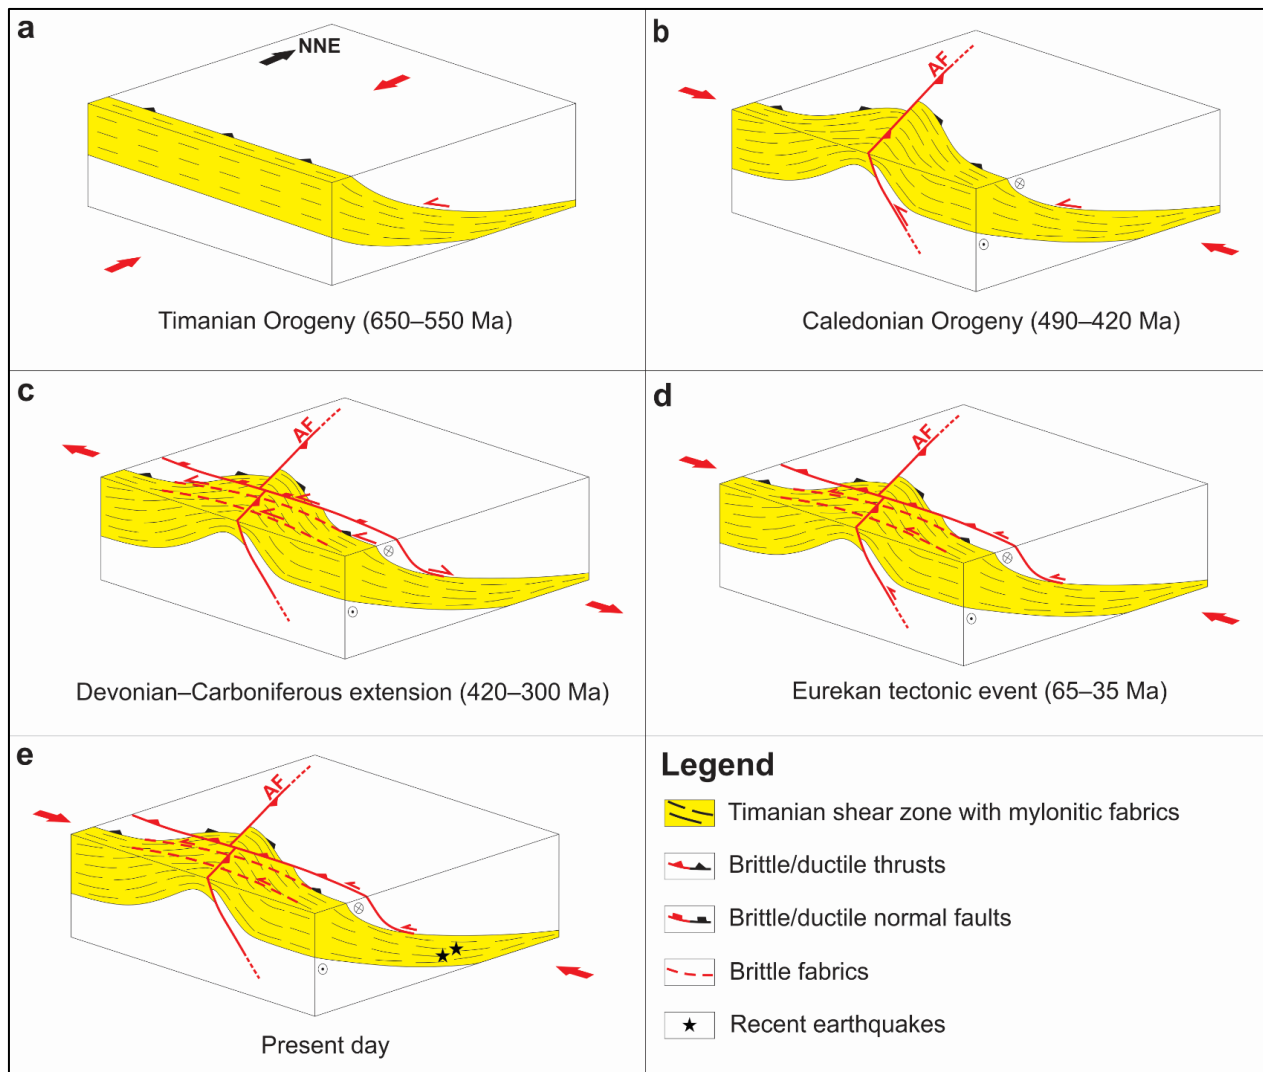 a
NNE
Timanian Orogeny (650–550 Ma)
b
AF
Caledonian Orogeny (490–420 Ma)
c
AF
Devonian–Carboniferous extension (420–300 Ma)
d
AF
Eurekan tectonic event (65–35 Ma)
e
AF
Present day
Legend
Timanian shear zone with mylonitic fabrics
Brittle/ductile thrusts
Brittle/ductile normal faults
Brittle fabrics
Recent earthquakes